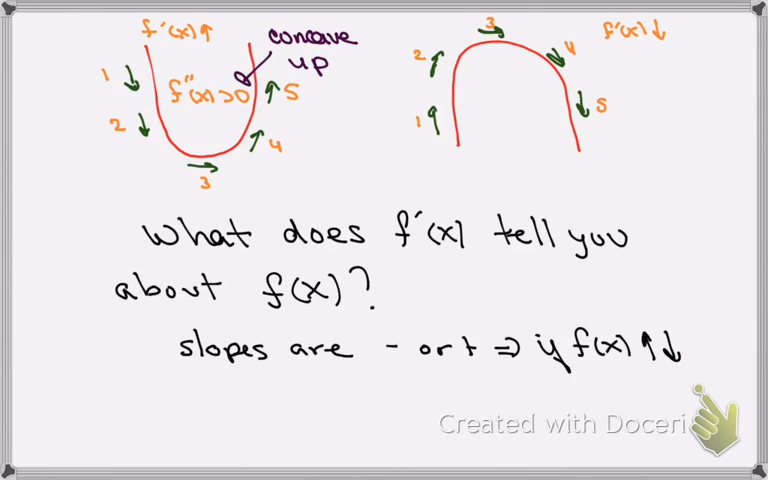 f'(x)↑
concave
up
f''(x)>0
1
2
3
4
5
f'(x)↓
1
2
3
4
5
What does f'(x) tell you
about f(x)?
slopes are - or + ⇒ if f(x)↑↓
Created with Doceri